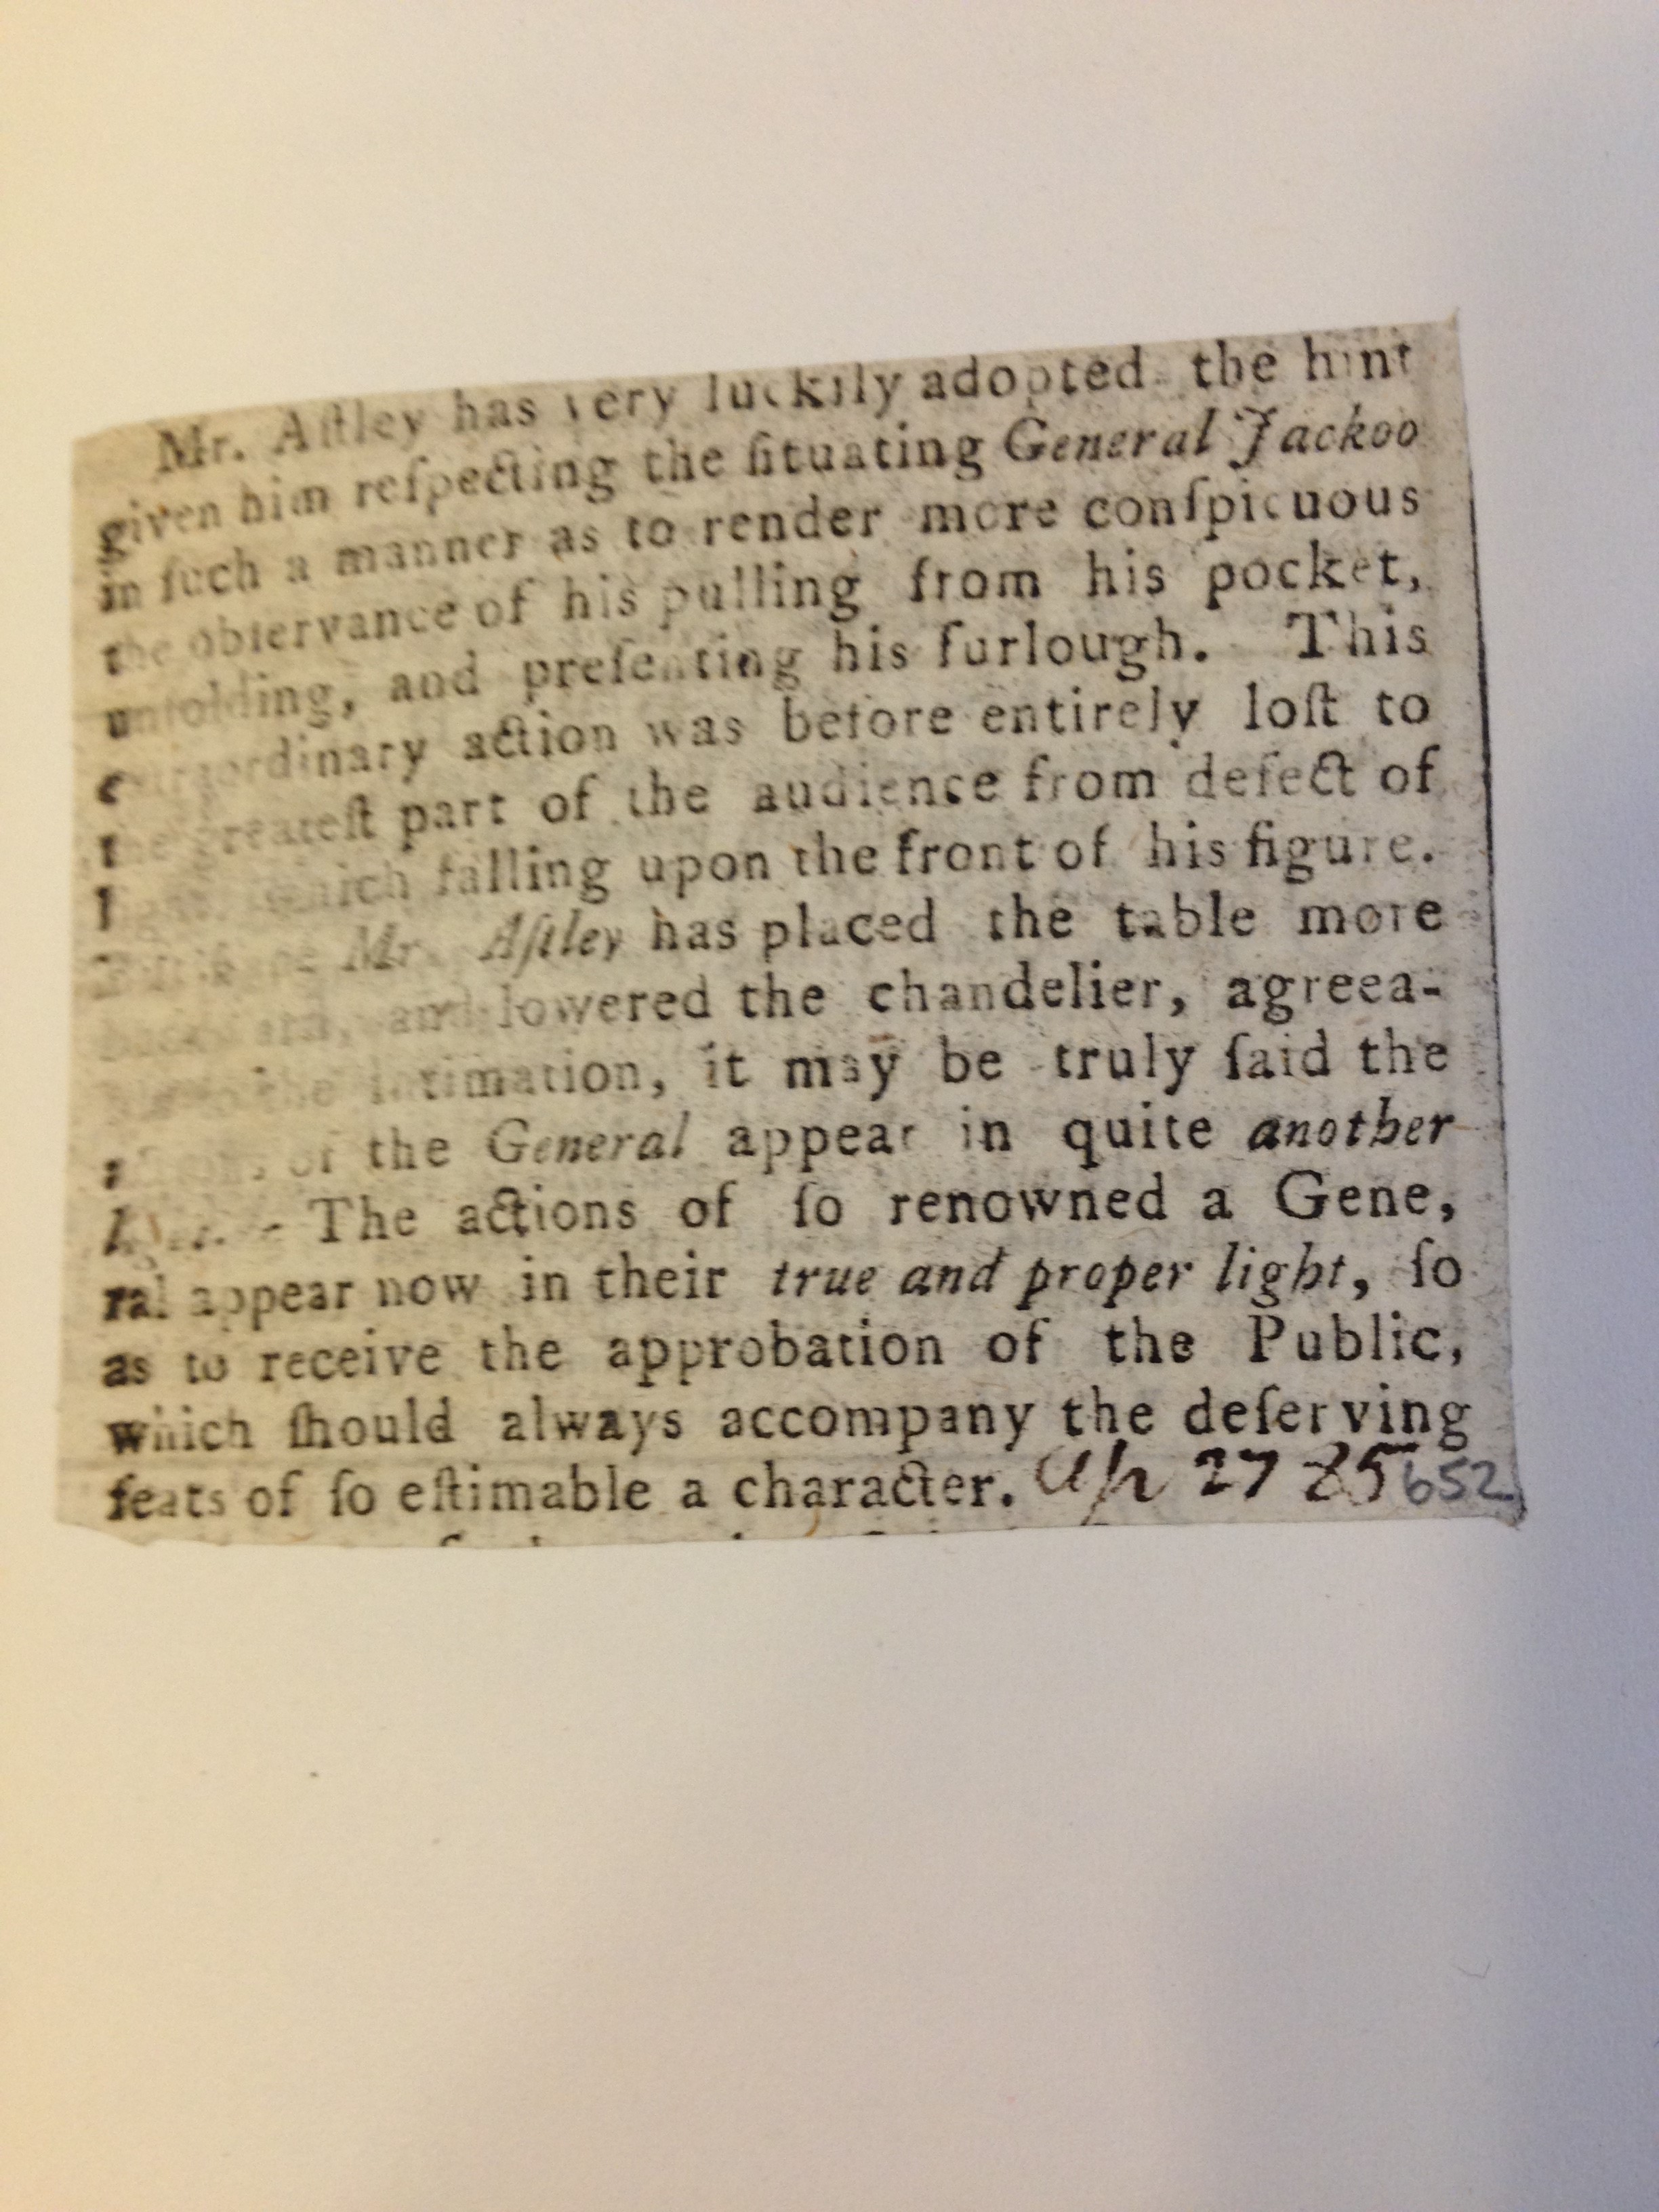 Mr. Aſtley has very luckily adopted the hint
given him reſpecting the ſituating General Jackoo
in ſuch a manner as to render more conſpicuous
the obſervance of his pulling from his pocket,
unfolding, and preſenting his furlough. This
extraordinary action was before entirely loſt to
the greateſt part of the audience from defect of
which falling upon the front of his figure.
Mr. Aſtley has placed the table more
and lowered the chandelier, agreea-
the intimation, it may be truly ſaid the
of the General appear in quite another
light. - The actions of ſo renowned a Gene,
ral appear now in their true and proper light, ſo
as to receive the approbation of the Public,
which ſhould always accompany the deſerving
feats of ſo eſtimable a character. Ap 27 85 652